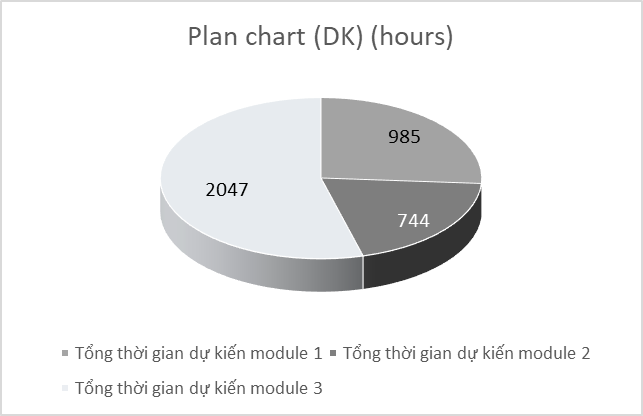 Plan chart (DK) (hours)
985
2047
744
Tổng thời gian dự kiến module 1 Tổng thời gian dự kiến module 2
Tổng thời gian dự kiến module 3